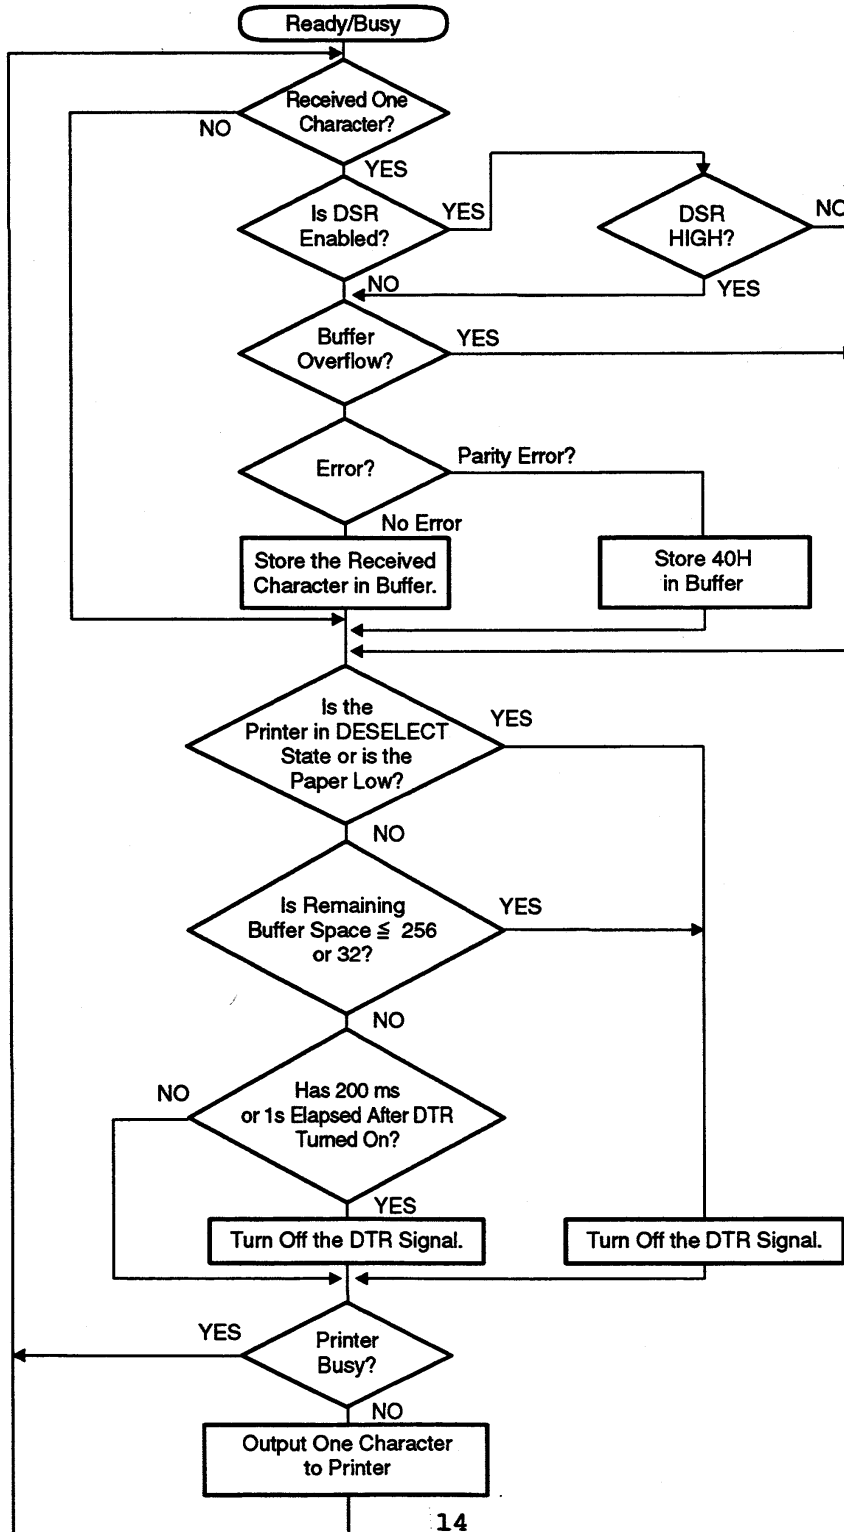 Ready/Busy
Received One
Character?
NO
YES
Is DSR
Enabled?
YES
DSR
HIGH?
NO
NO
YES
Buffer
Overflow?
YES
Error?
Parity Error?
No Error
Store the Received
Character in Buffer.
Store 40H
in Buffer
Is the
Printer in DESELECT
State or is the
Paper Low?
YES
NO
Is Remaining
Buffer Space ≦ 256
or 32?
YES
NO
Has 200 ms
or 1s Elapsed After DTR
Turned On?
NO
YES
Turn Off the DTR Signal.
Turn Off the DTR Signal.
Printer
Busy?
YES
NO
Output One Character
to Printer
14